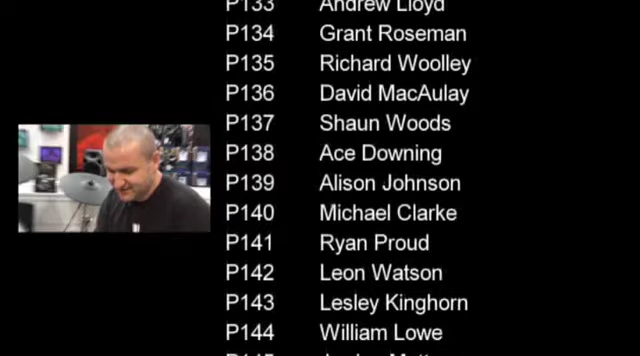 P133 Andrew Lloyd
P134 Grant Roseman
P135 Richard Woolley
P136 David MacAulay
P137 Shaun Woods
P138 Ace Downing
P139 Alison Johnson
P140 Michael Clarke
P141 Ryan Proud
P142 Leon Watson
P143 Lesley Kinghorn
P144 William Lowe
P145